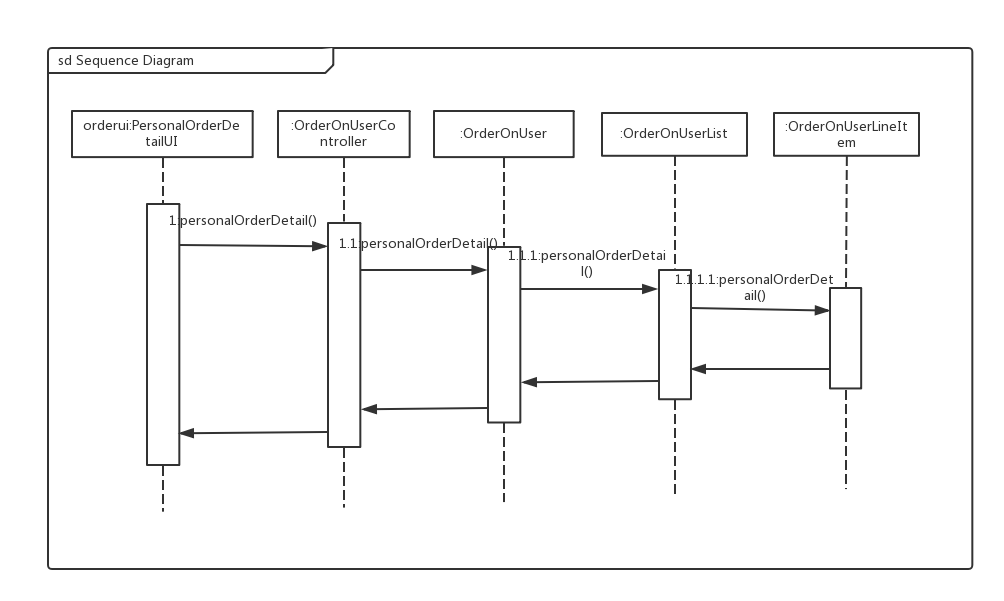 sd Sequence Diagram
orderui:PersonalOrderDe
tailUI
:OrderOnUserCo
ntroller
:OrderOnUser
:OrderOnUserList
:OrderOnUserLineIt
em
1:personalOrderDetail()
1.1:personalOrderDetail()
1.1.1:personalOrderDetai
l()
1.1.1.1:personalOrderDet
ail()